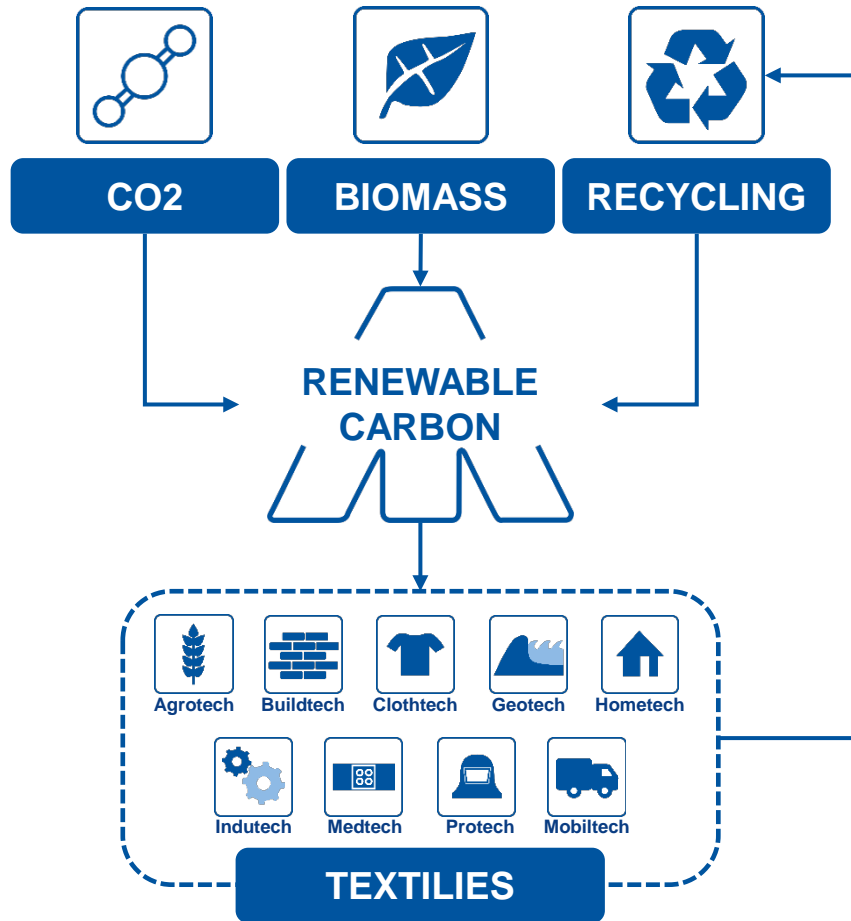 CO2
BIOMASS
RECYCLING
RENEWABLE
CARBON
Agrotech
Buildtech
Clothtech
Geotech
Hometech
Indutech
Medtech
Protech
Mobiltech
TEXTILIES